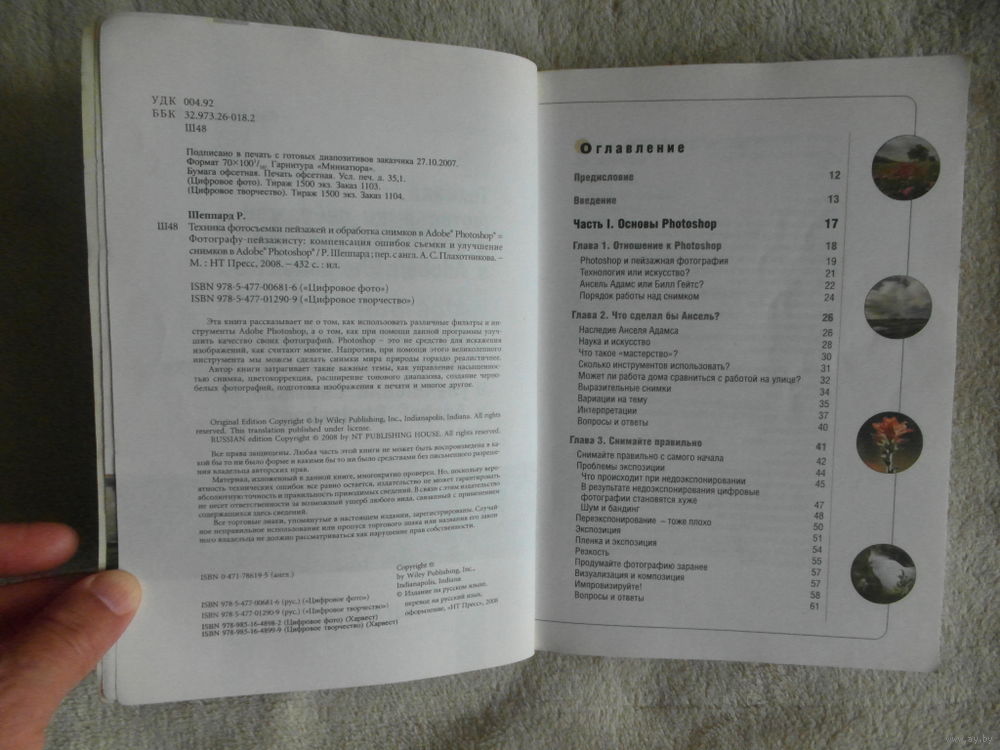 УДК 004.92
ББК 32.973.26-018.2
Ш48
Подписано в печать с готовых диапозитивов заказчика 27.10.2007.
Формат 70×100¹/₁₆. Гарнитура «Миниатюра».
Бумага офсетная. Печать офсетная. Усл. печ. л. 35,1.
(Цифровое фото). Тираж 1500 экз. Заказ 1103.
(Цифровое творчество). Тираж 1500 экз. Заказ 1104.
Шеппард Р.
Ш48 Техника фотосъемки пейзажей и обработка снимков в Adobe® Photoshop® =
Фотографу-пейзажисту: компенсация ошибок съемки и улучшение
снимков в Adobe® Photoshop® / Р. Шеппард ; пер. с англ. А. С. Плахотникова. –
М. : НТ Пресс, 2008. – 432 с. : ил.
ISBN 978-5-477-00681-6 («Цифровое фото»)
ISBN 978-5-477-01290-9 («Цифровое творчество»)
Эта книга рассказывает не о том, как использовать различные фильтры и ин-
струменты Adobe Photoshop, а о том, как при помощи данной программы улуч-
шить качество своих фотографий. Photoshop – это не средство для искажения
изображений, как считают многие. Напротив, при помощи этого великолепного
инструмента мы можем сделать снимки мира природы гораздо реалистичнее.
Автор книги затрагивает такие важные темы, как управление насыщенно-
стью снимка, цветокоррекция, расширение тонового диапазона, создание черно-
белых фотографий, подготовка изображения к печати и многое другое.
Original Edition Copyright © by Wiley Publishing, Inc., Indianapolis, Indiana. All rights
reserved. This translation published under license.
RUSSIAN edition Copyright © 2008 by NT PUBLISHING HOUSE. All rights reserved.
Все права защищены. Любая часть этой книги не может быть воспроизведена в ка-
кой бы то ни было форме и какими бы то ни было средствами без письменного разреше-
ния владельца авторских прав.
Материал, изложенный в данной книге, многократно проверен. Но, поскольку веро-
ятность технических ошибок все равно остается, издательство не может гарантировать
абсолютную точность и правильность приводимых сведений. В связи с этим издательство
не несет ответственности за возможный ущерб любого вида, связанный с применением
содержащихся здесь сведений.
Все торговые знаки, упомянутые в настоящем издании, зарегистрированы. Случай-
ное неправильное использование или пропуск торгового знака или названия его закон-
ного владельца не должно рассматриваться как нарушение прав собственности.
ISBN 0-471-78619-5 (англ.)
ISBN 978-5-477-00681-6 (рус.) («Цифровое фото»)
ISBN 978-5-477-01290-9 (рус.) («Цифровое творчество»)
ISBN 978-985-16-4898-2 (Цифровое фото) (Харвест)
ISBN 978-985-16-4899-9 (Цифровое творчество) (Харвест)
Copyright ©
by Wiley Publishing, Inc.,
Indianapolis, Indiana
© Издание на русском языке,
перевод на русский язык,
оформление, «НТ Пресс», 2008
Оглавление
Предисловие 12
Введение 13
Часть I. Основы Photoshop 17
Глава 1. Отношение к Photoshop 18
Photoshop и пейзажная фотография 19
Технология или искусство? 21
Ансель Адамс или Билл Гейтс? 22
Порядок работы над снимком 24
Глава 2. Что сделал бы Ансель? 26
Наследие Анселя Адамса 26
Наука и искусство 28
Что такое «мастерство»? 30
Сколько инструментов использовать? 31
Может ли работа дома сравниться с работой на улице? 32
Выразительные снимки 34
Вариации на тему 35
Интерпретации 37
Вопросы и ответы 40
Глава 3. Снимайте правильно 41
Снимайте правильно с самого начала 42
Проблемы экспозиции 44
Что происходит при недоэкспонировании 45
В результате недоэкспонирования цифровые
фотографии становятся хуже 47
Шум и бандинг 48
Переэкспонирование – тоже плохо 50
Экспозиция 51
Пленка и экспозиция 54
Резкость 55
Продумайте фотографию заранее 57
Визуализация и композиция 57
Импровизируйте! 58
Вопросы и ответы 61
www.ay.by